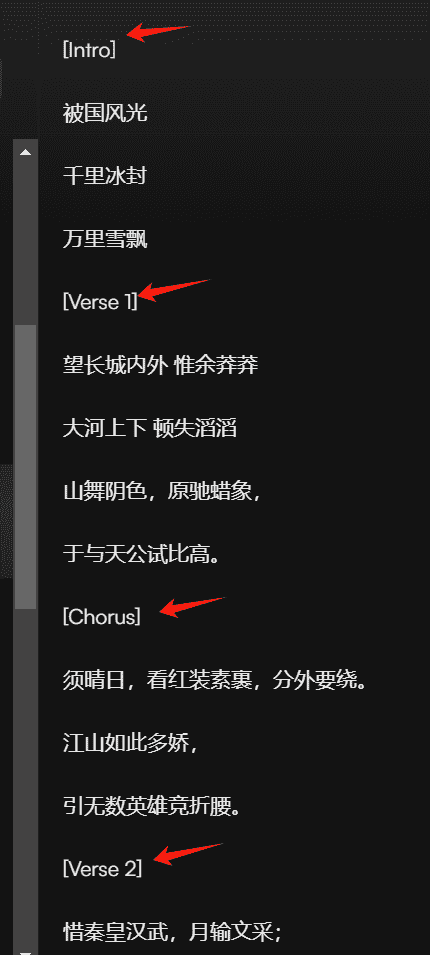 [Intro]
被国风光
千里冰封
万里雪飘
[Verse 1]
望长城内外 惟余莽莽
大河上下 顿失滔滔
山舞阴色，原驰蜡象，
于与天公试比高。
[Chorus]
须晴日，看红装素裹，分外要绕。
江山如此多娇，
引无数英雄竞折腰。
[Verse 2]
惜秦皇汉武，月输文采；